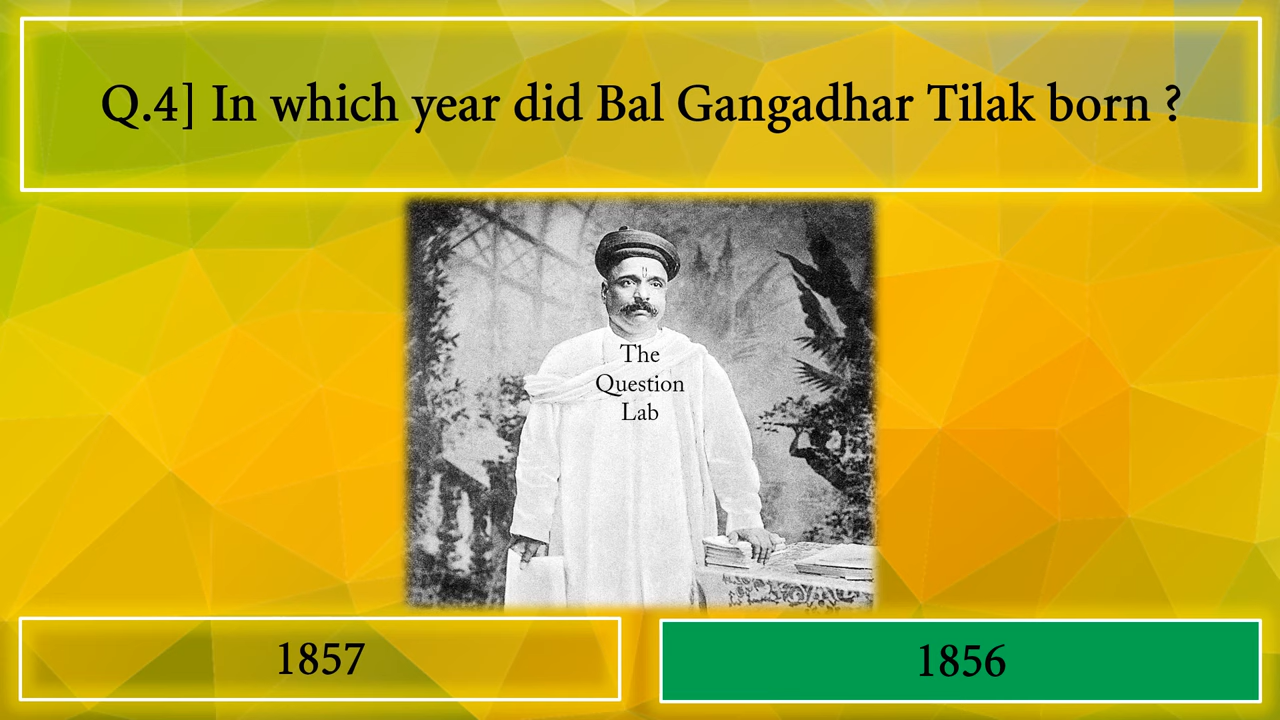 Q.4] In which year did Bal Gangadhar Tilak born ?
The
Question
Lab
1857
1856